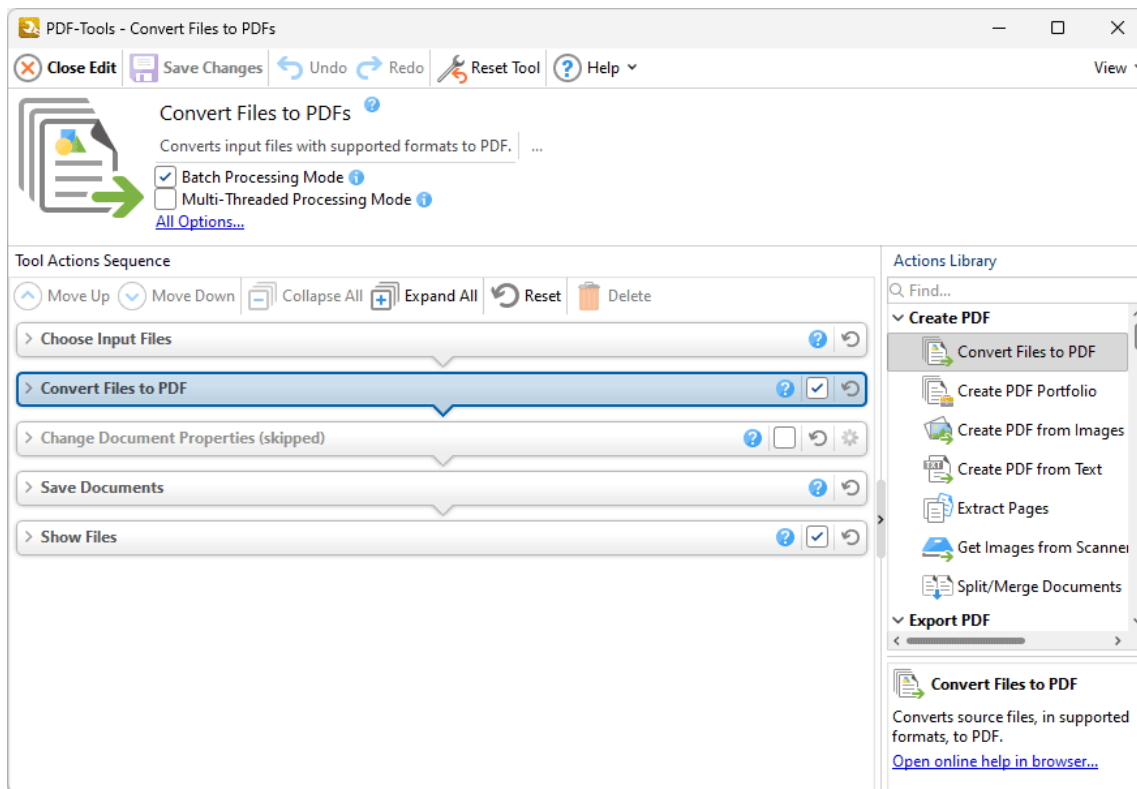 PDF-Tools - Convert Files to PDFs
Close Edit Save Changes Undo Redo Reset Tool ? Help View
Convert Files to PDFs ?
Converts input files with supported formats to PDF. ...
Batch Processing Mode i
Multi-Threaded Processing Mode i
All Options...
Tool Actions Sequence
Move Up Move Down Collapse All Expand All Reset Delete
Choose Input Files ?
Convert Files to PDF ?
Change Document Properties (skipped) ?
Save Documents ?
Show Files ?
Actions Library
Find...
Create PDF
Convert Files to PDF
Create PDF Portfolio
Create PDF from Images
TXT Create PDF from Text
Extract Pages
Get Images from Scanner
Split/Merge Documents
Export PDF
Convert Files to PDF
Converts source files, in supported
formats, to PDF.
Open online help in browser...